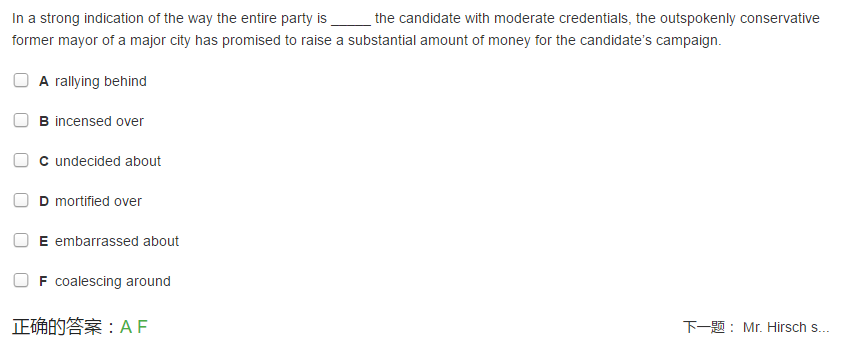 In a strong indication of the way the entire party is _____ the candidate with moderate credentials, the outspokenly conservative
former mayor of a major city has promised to raise a substantial amount of money for the candidate’s campaign.
A rallying behind
B incensed over
C undecided about
D mortified over
E embarrassed about
F coalescing around
正确的答案：A F
下一题： Mr. Hirsch s...